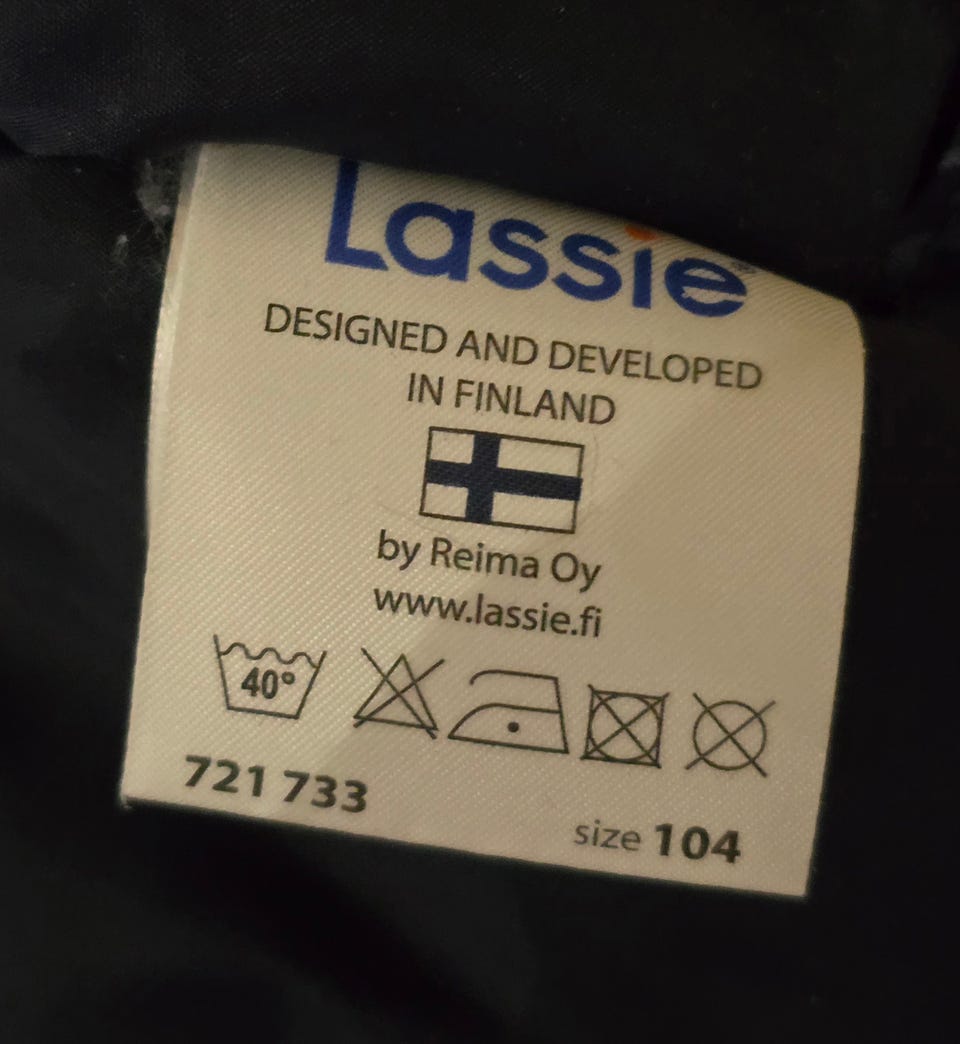 Lassie®
DESIGNED AND DEVELOPED
IN FINLAND
by Reima Oy
www.lassie.fi
40°
721 733
size 104